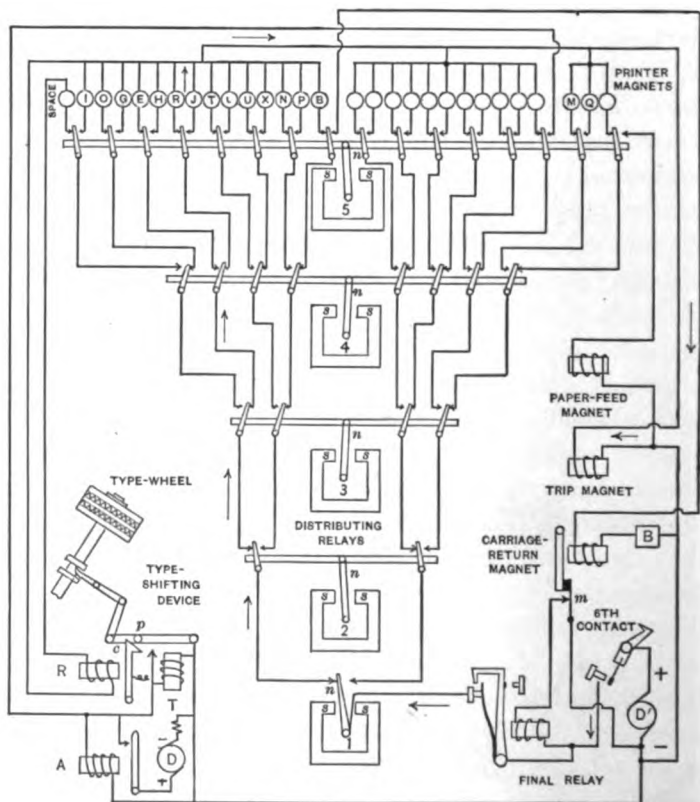 PRINTER
MAGNETS
SPACE
I O G E H R J T L U X N P B
M Q
n
s s
5
n
s s
4
PAPER-FEED
MAGNET
n
s s
3
TRIP MAGNET
TYPE-WHEEL
DISTRIBUTING
RELAYS
CARRIAGE-
RETURN
MAGNET
B
TYPE-
SHIFTING
DEVICE
n
s s
2
m
6TH
CONTACT
p
c
R
T
n
s s
1
+
D'
−
A
−
D
+
FINAL RELAY